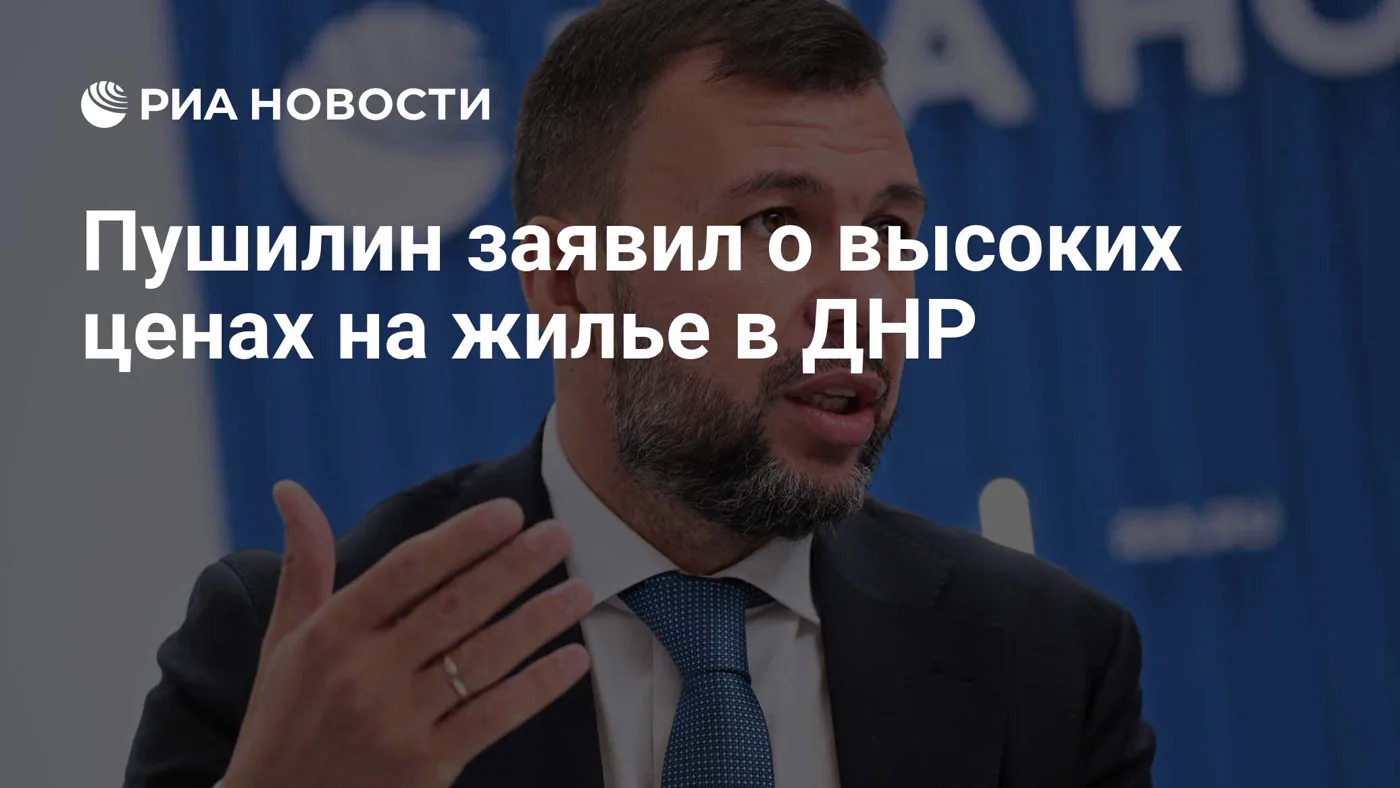 РИА НОВОСТИ
Пушилин заявил о высоких
ценах на жилье в ДНР